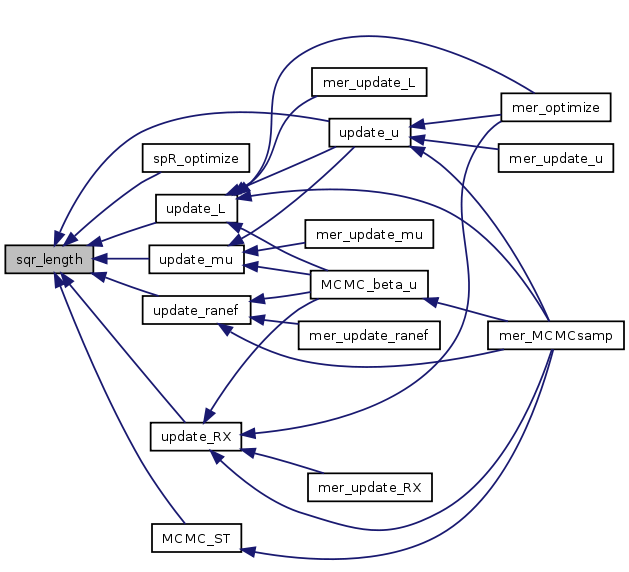 mer_update_L
mer_optimize
update_u
spR_optimize
mer_update_u
update_L
mer_update_mu
sqr_length
update_mu
MCMC_beta_u
update_ranef
mer_update_ranef
mer_MCMCsamp
update_RX
mer_update_RX
MCMC_ST